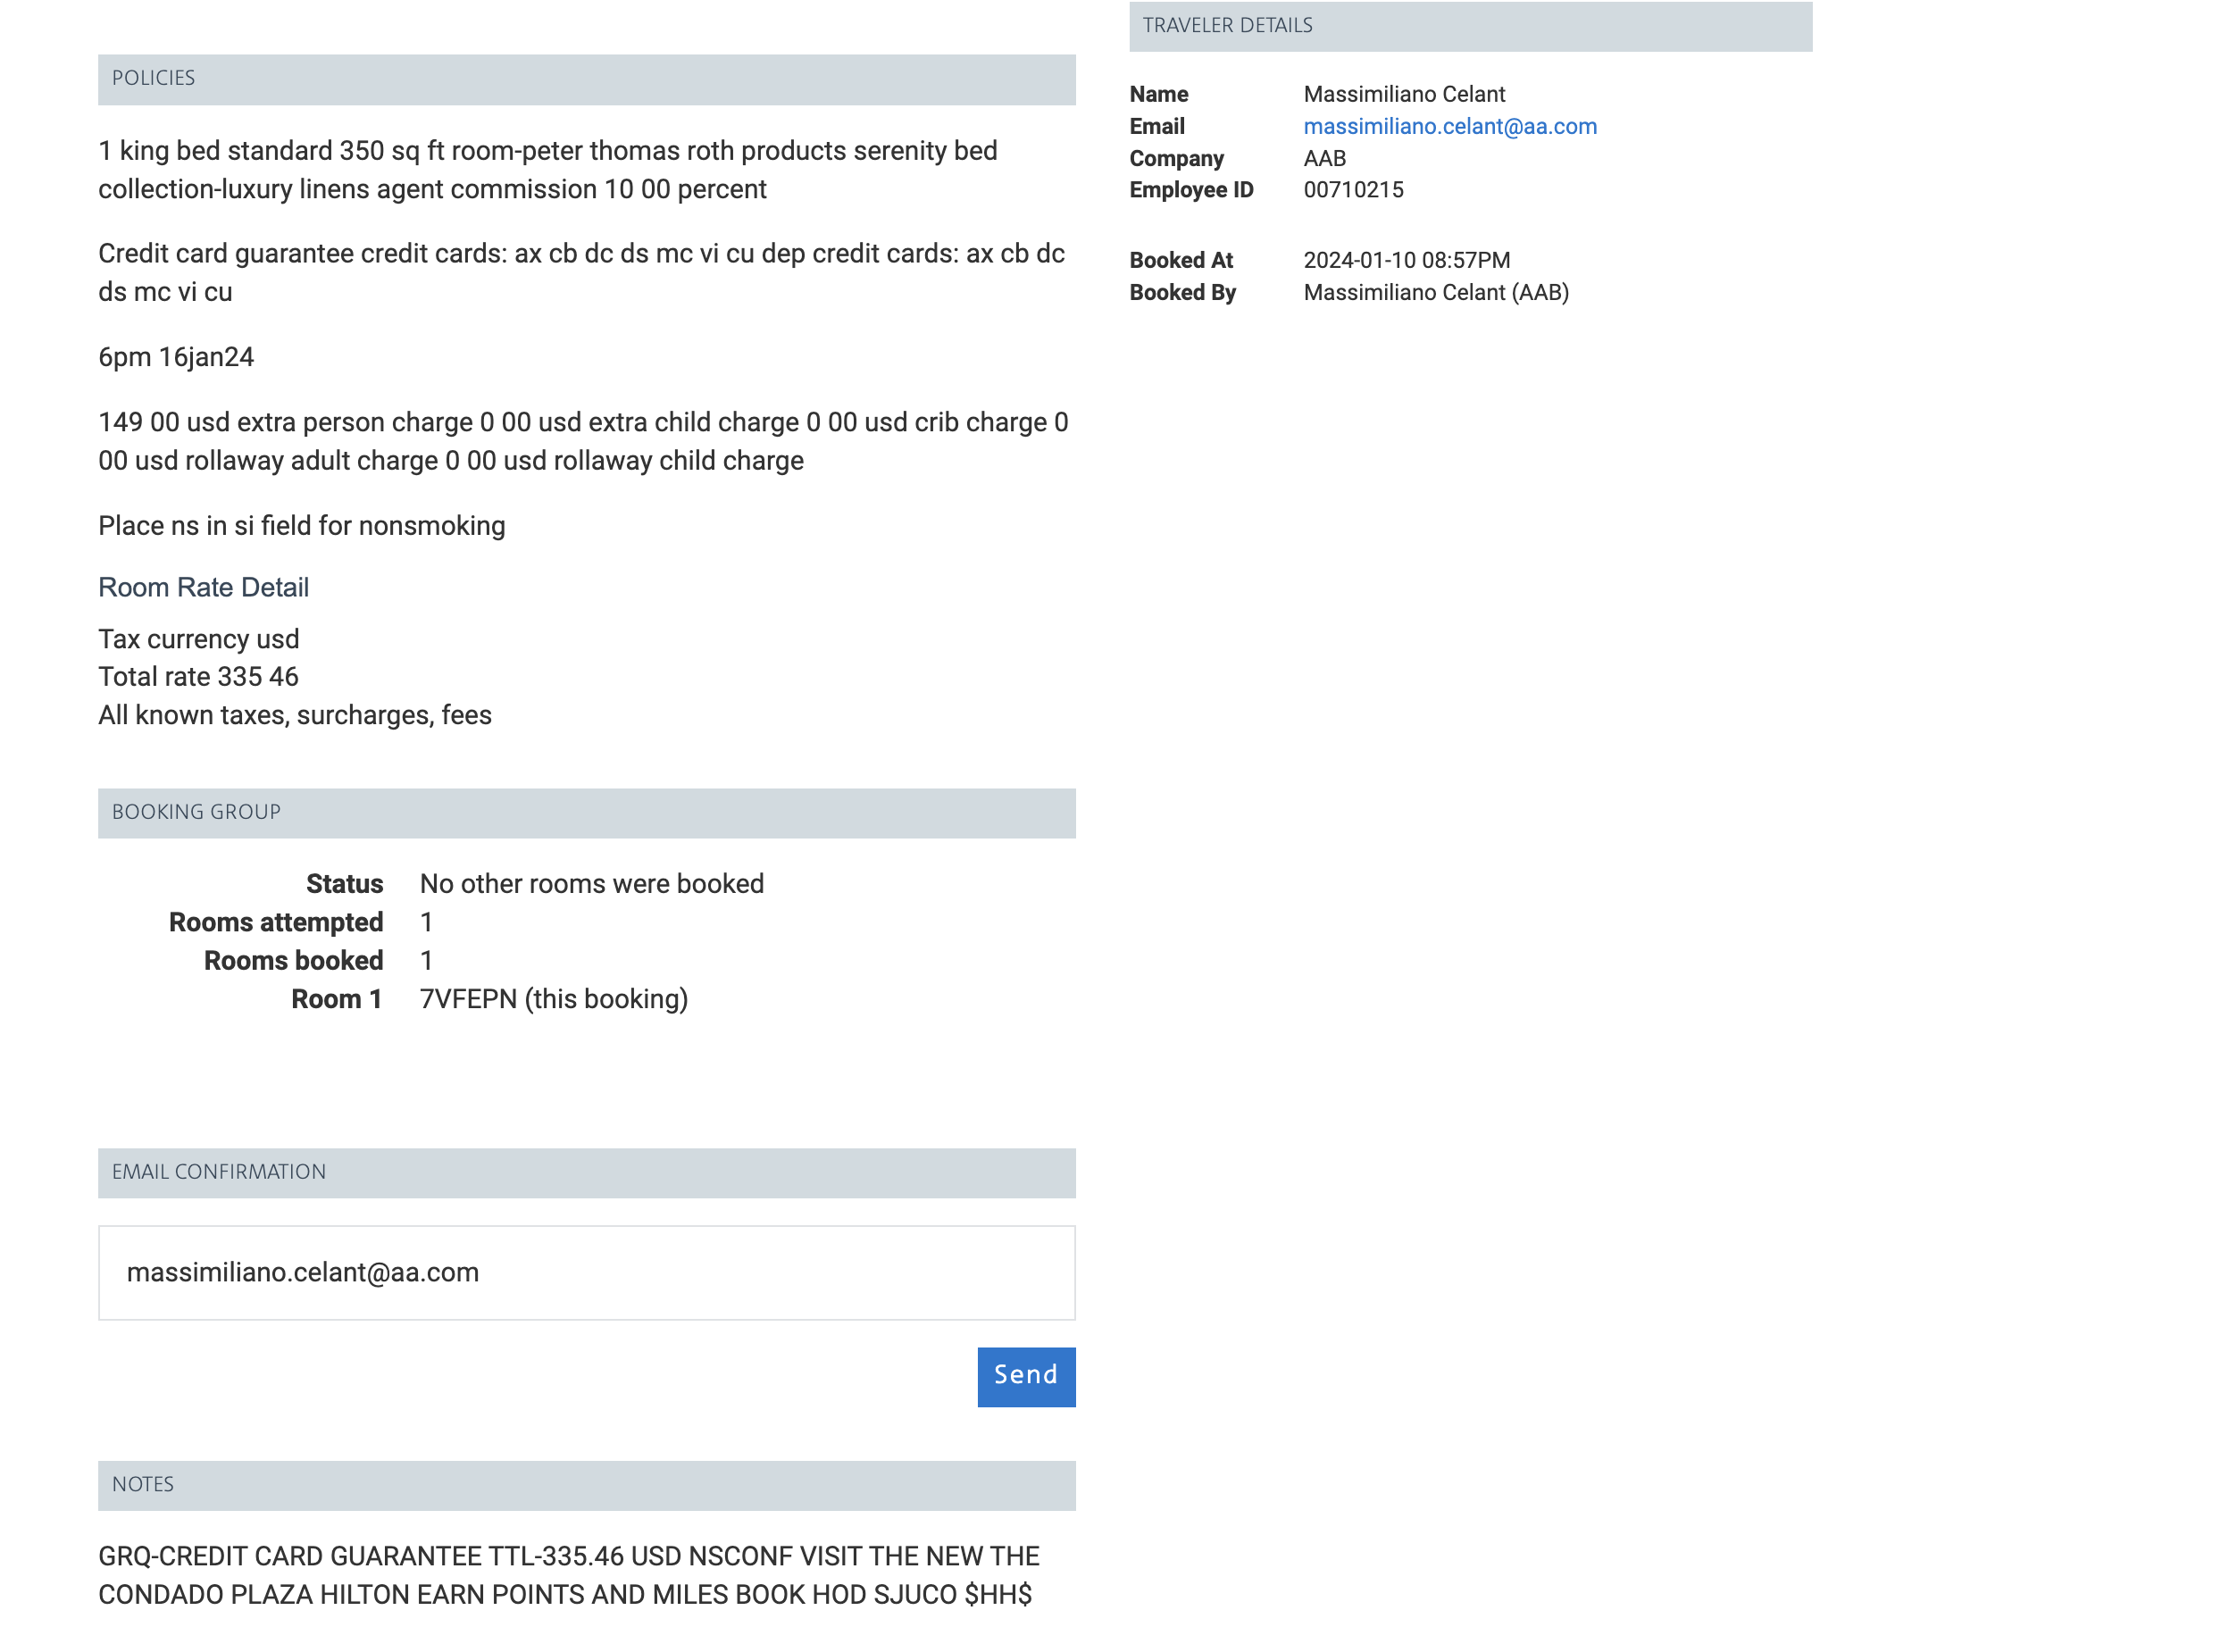 POLICIES
1 king bed standard 350 sq ft room-peter thomas roth products serenity bed
collection-luxury linens agent commission 10 00 percent
Credit card guarantee credit cards: ax cb dc ds mc vi cu dep credit cards: ax cb dc
ds mc vi cu
6pm 16jan24
149 00 usd extra person charge 0 00 usd extra child charge 0 00 usd crib charge 0
00 usd rollaway adult charge 0 00 usd rollaway child charge
Place ns in si field for nonsmoking
Room Rate Detail
Tax currency usd
Total rate 335 46
All known taxes, surcharges, fees
BOOKING GROUP
Status No other rooms were booked
Rooms attempted 1
Rooms booked 1
Room 1 7VFEPN (this booking)
EMAIL CONFIRMATION
massimiliano.celant@aa.com
Send
NOTES
GRQ-CREDIT CARD GUARANTEE TTL-335.46 USD NSCONF VISIT THE NEW THE
CONDADO PLAZA HILTON EARN POINTS AND MILES BOOK HOD SJUCO $HH$
TRAVELER DETAILS
Name Massimiliano Celant
Email massimiliano.celant@aa.com
Company AAB
Employee ID 00710215
Booked At 2024-01-10 08:57PM
Booked By Massimiliano Celant (AAB)